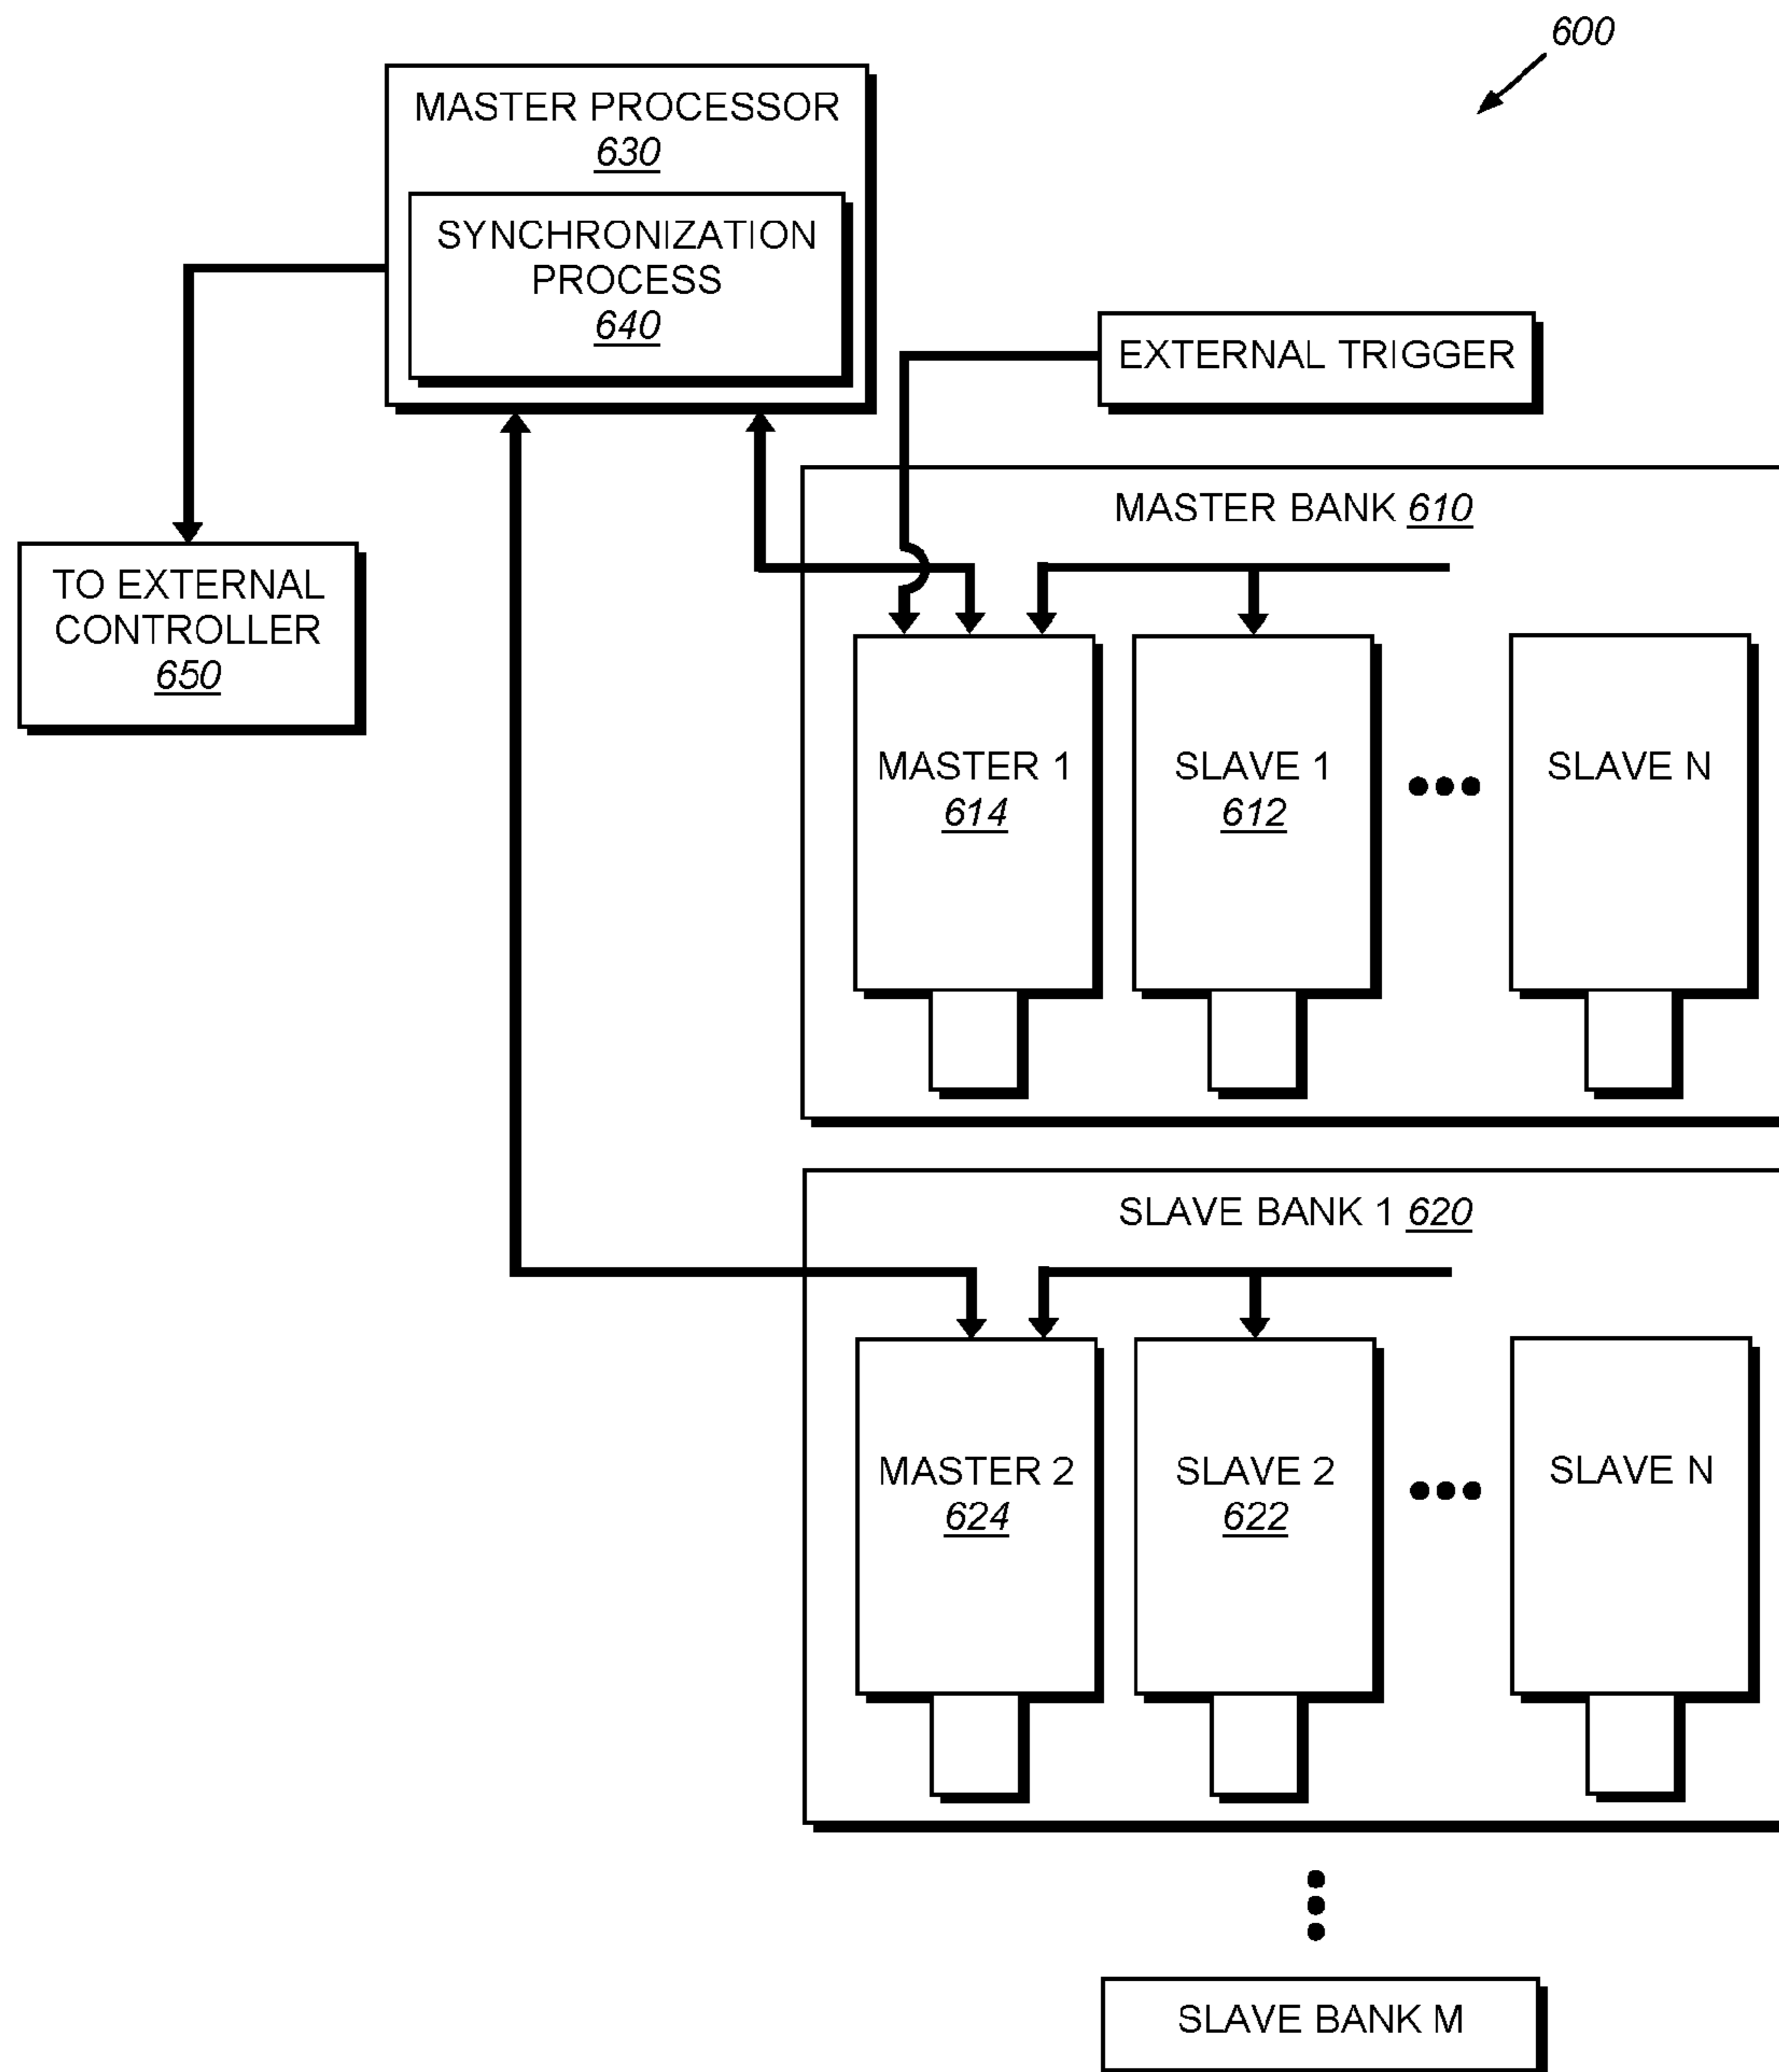 600
MASTER PROCESSOR
630
SYNCHRONIZATION
PROCESS
640
EXTERNAL TRIGGER
MASTER BANK 610
TO EXTERNAL
CONTROLLER
650
MASTER 1
614
SLAVE 1
612
SLAVE N
SLAVE BANK 1 620
MASTER 2
624
SLAVE 2
622
SLAVE N
SLAVE BANK M